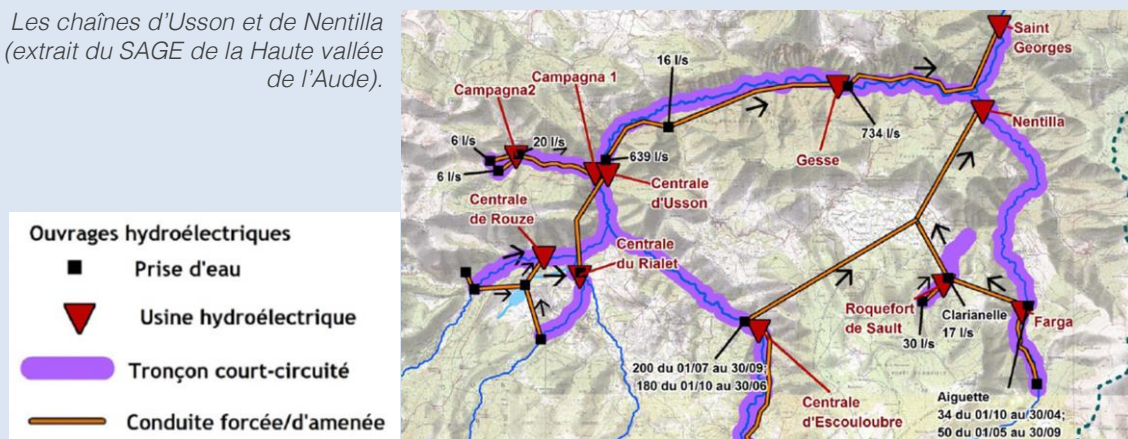 Les chaînes d'Usson et de Nentilla
(extrait du SAGE de la Haute vallée
de l'Aude).
Ouvrages hydroélectriques
Prise d'eau
Usine hydroélectrique
Tronçon court-circuité
Conduite forcée/d'amenée
Saint
Georges
16 l/s
Campagna 1
Campagna2
Nentilla
6 l/s
20 l/s
734 l/s
639 l/s
Gesse
6 l/s
Centrale
d'Usson
Centrale
de Rouze
Centrale
du Rialet
Roquefort
de Sault
Clarianelle
17 l/s
Farga
30 l/s
200 du 01/07 au 30/09;
180 du 01/10 au 30/06
Centrale
d'Escouloubre
Aiguette
34 du 01/10 au 30/04;
50 du 01/05 au 30/09